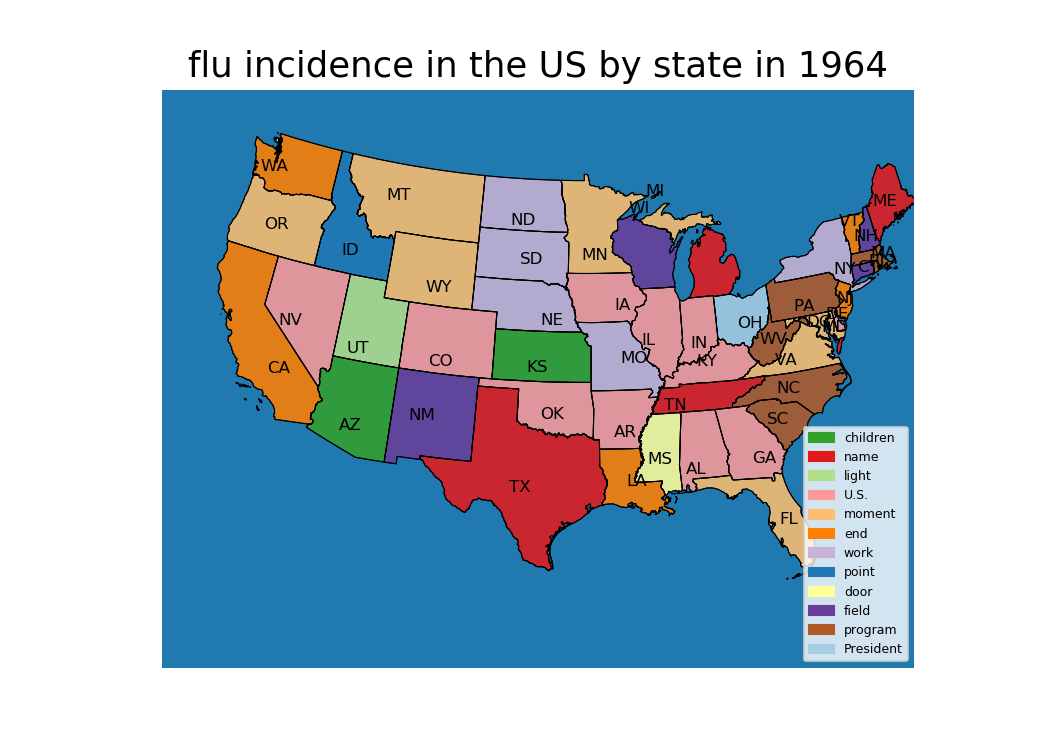 flu incidence in the US by state in 1964
WA
MT
ME
MI
WI
OR
ND
VT
NH
ID
MN
SD
MA
NY
CT
WY
IA
NE
PA
NJ
NV
OH
DE
DC
MD
UT
IL
IN
WV
CO
KS
MO
KY
VA
CA
NC
AZ
NM
OK
TN
SC
AR
TX
LA
MS
AL
GA
FL
children
name
light
U.S.
moment
end
work
point
door
field
program
President